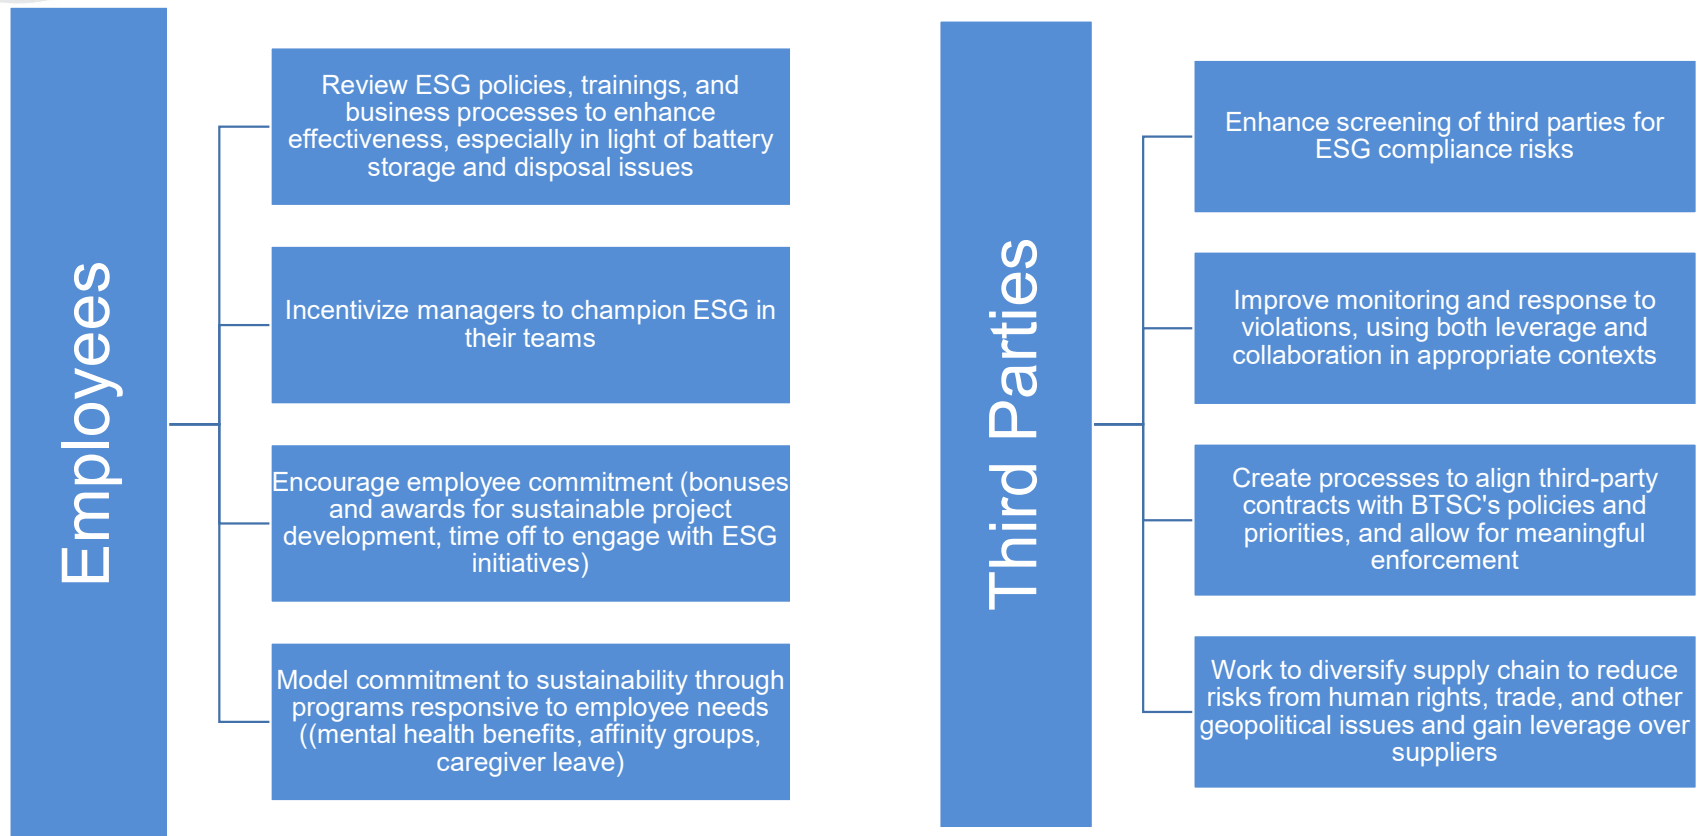 Employees
Review ESG policies, trainings, and
business processes to enhance
effectiveness, especially in light of battery
storage and disposal issues
Incentivize managers to champion ESG in
their teams
Encourage employee commitment (bonuses
and awards for sustainable project
development, time off to engage with ESG
initiatives)
Model commitment to sustainability through
programs responsive to employee needs
((mental health benefits, affinity groups,
caregiver leave)
Third Parties
Enhance screening of third parties for
ESG compliance risks
Improve monitoring and response to
violations, using both leverage and
collaboration in appropriate contexts
Create processes to align third-party
contracts with BTSC's policies and
priorities, and allow for meaningful
enforcement
Work to diversify supply chain to reduce
risks from human rights, trade, and other
geopolitical issues and gain leverage over
suppliers